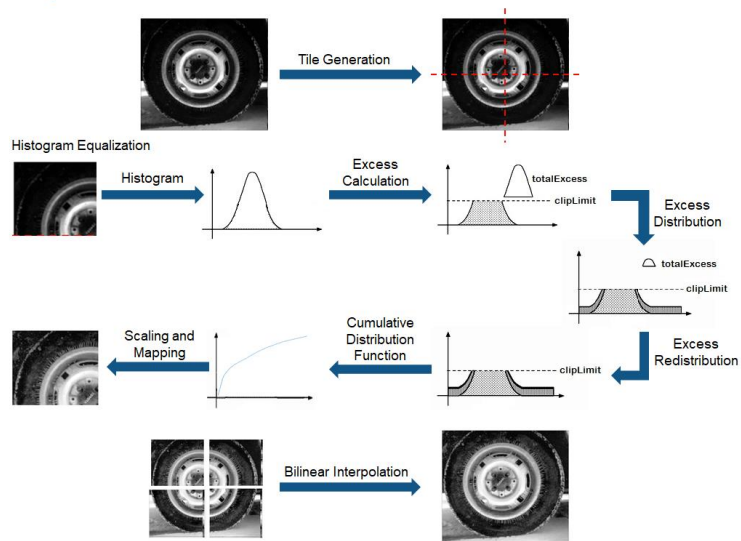 Tile Generation
Histogram Equalization
Histogram
Excess
Calculation
totalExcess
clipLimit
Excess
Distribution
totalExcess
clipLimit
Scaling and
Mapping
Cumulative
Distribution
Function
clipLimit
Excess
Redistribution
Bilinear Interpolation